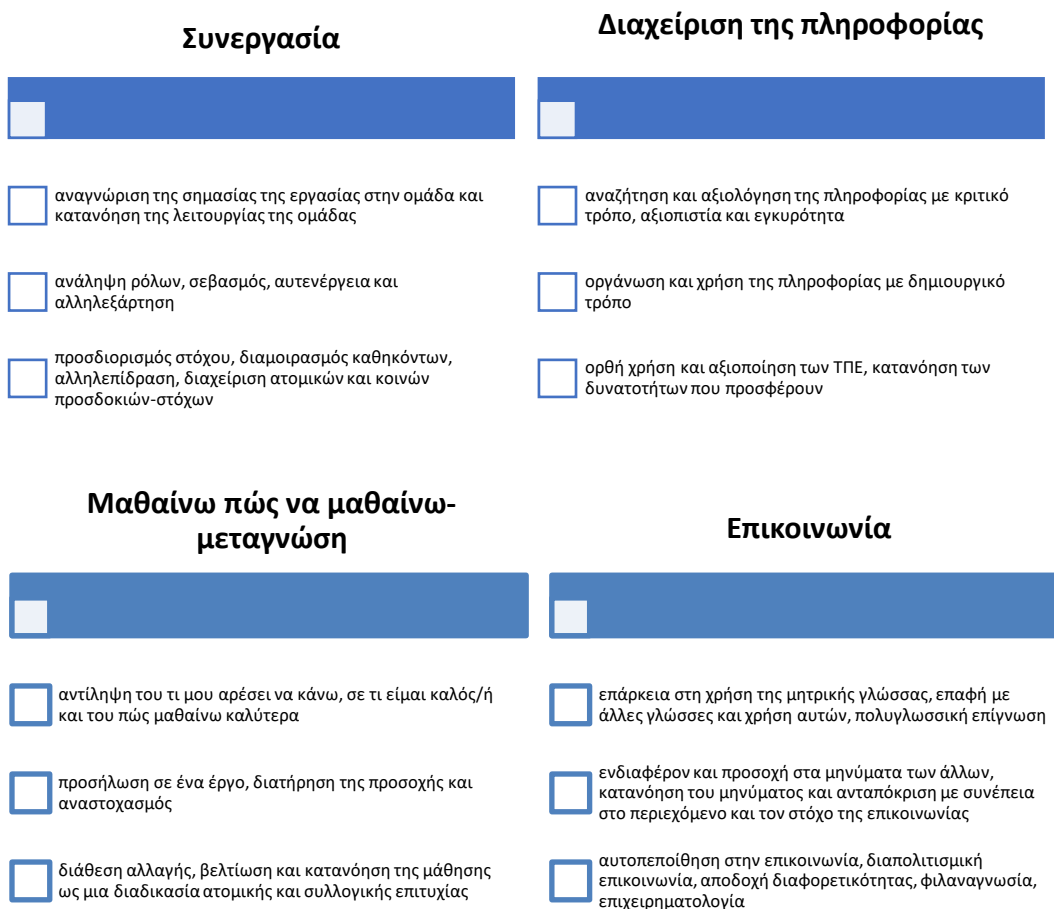 Συνεργασία
αναγνώριση της σημασίας της εργασίας στην ομάδα και
κατανόηση της λειτουργίας της ομάδας
ανάληψη ρόλων, σεβασμός, αυτενέργεια και
αλληλεξάρτηση
προσδιορισμός στόχου, διαμοιρασμός καθηκόντων,
αλληλεπίδραση, διαχείριση ατομικών και κοινών
προσδοκιών-στόχων
Διαχείριση της πληροφορίας
αναζήτηση και αξιολόγηση της πληροφορίας με κριτικό
τρόπο, αξιοπιστία και εγκυρότητα
οργάνωση και χρήση της πληροφορίας με δημιουργικό
τρόπο
ορθή χρήση και αξιοποίηση των ΤΠΕ, κατανόηση των
δυνατοτήτων που προσφέρουν
Μαθαίνω πώς να μαθαίνω-
μεταγνώση
αντίληψη του τι μου αρέσει να κάνω, σε τι είμαι καλός/ή
και του πώς μαθαίνω καλύτερα
προσήλωση σε ένα έργο, διατήρηση της προσοχής και
αναστοχασμός
διάθεση αλλαγής, βελτίωση και κατανόηση της μάθησης
ως μια διαδικασία ατομικής και συλλογικής επιτυχίας
Επικοινωνία
επάρκεια στη χρήση της μητρικής γλώσσας, επαφή με
άλλες γλώσσες και χρήση αυτών, πολυγλωσσική επίγνωση
ενδιαφέρον και προσοχή στα μηνύματα των άλλων,
κατανόηση του μηνύματος και ανταπόκριση με συνέπεια
στο περιεχόμενο και τον στόχο της επικοινωνίας
αυτοπεποίθηση στην επικοινωνία, διαπολιτισμική
επικοινωνία, αποδοχή διαφορετικότητας, φιλαναγνωσία,
επιχειρηματολογία